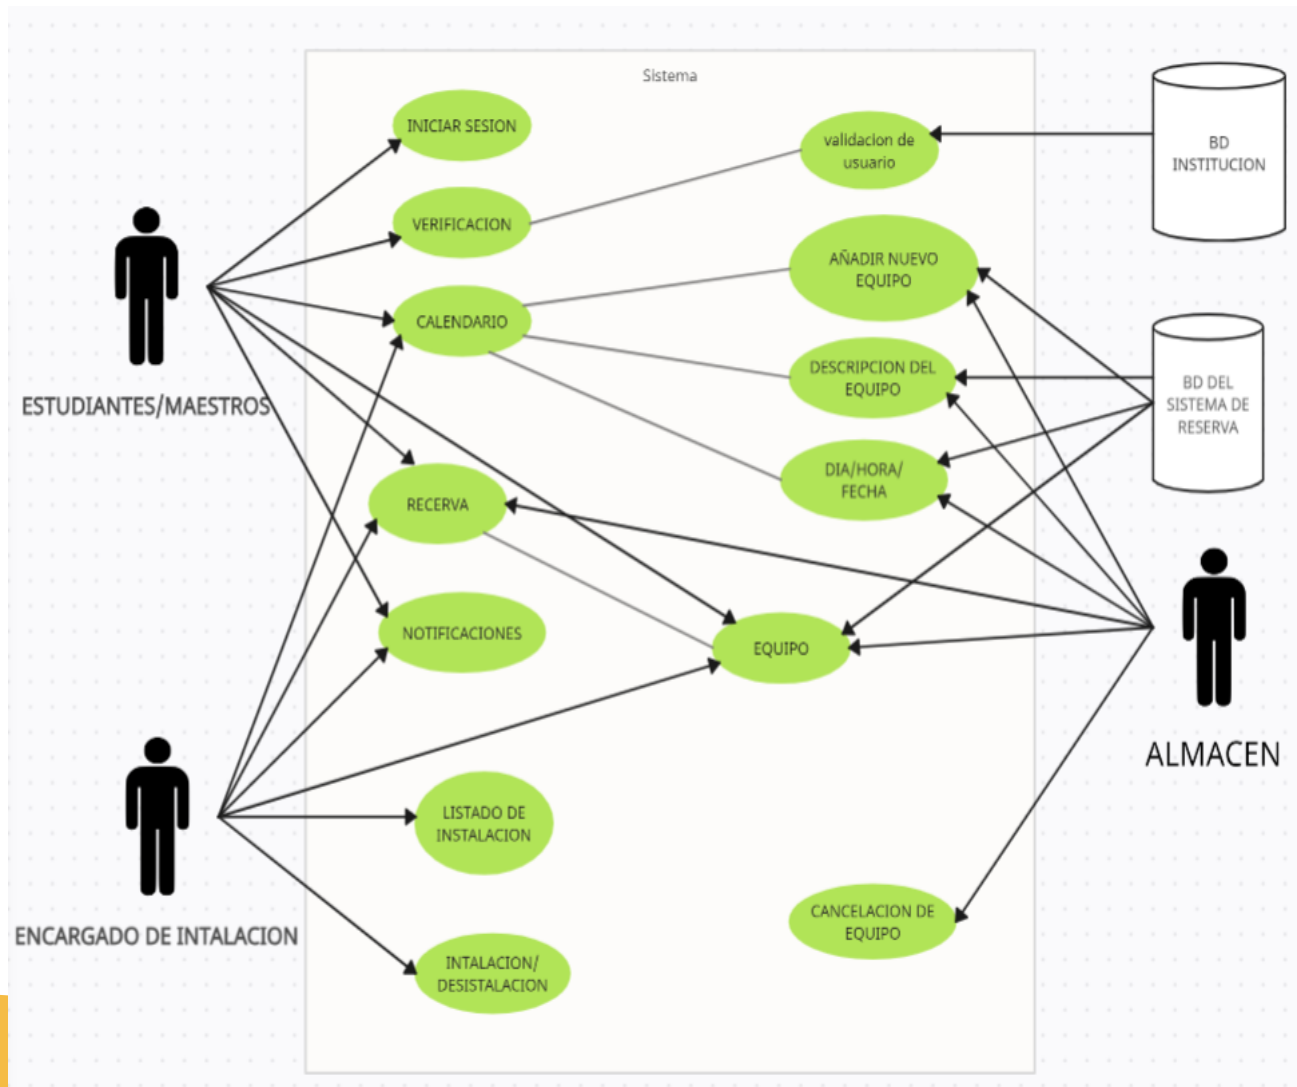 Sistema
INICIAR SESION
validacion de
usuario
BD
INSTITUCION
VERIFICACION
AÑADIR NUEVO
EQUIPO
CALENDARIO
DESCRIPCION DEL
EQUIPO
BD DEL
SISTEMA DE
RESERVA
ESTUDIANTES/MAESTROS
DIA/HORA/
FECHA
RECERVA
NOTIFICACIONES
EQUIPO
ALMACEN
LISTADO DE
INSTALACION
ENCARGADO DE INTALACION
CANCELACION DE
EQUIPO
INTALACION/
DESISTALACION